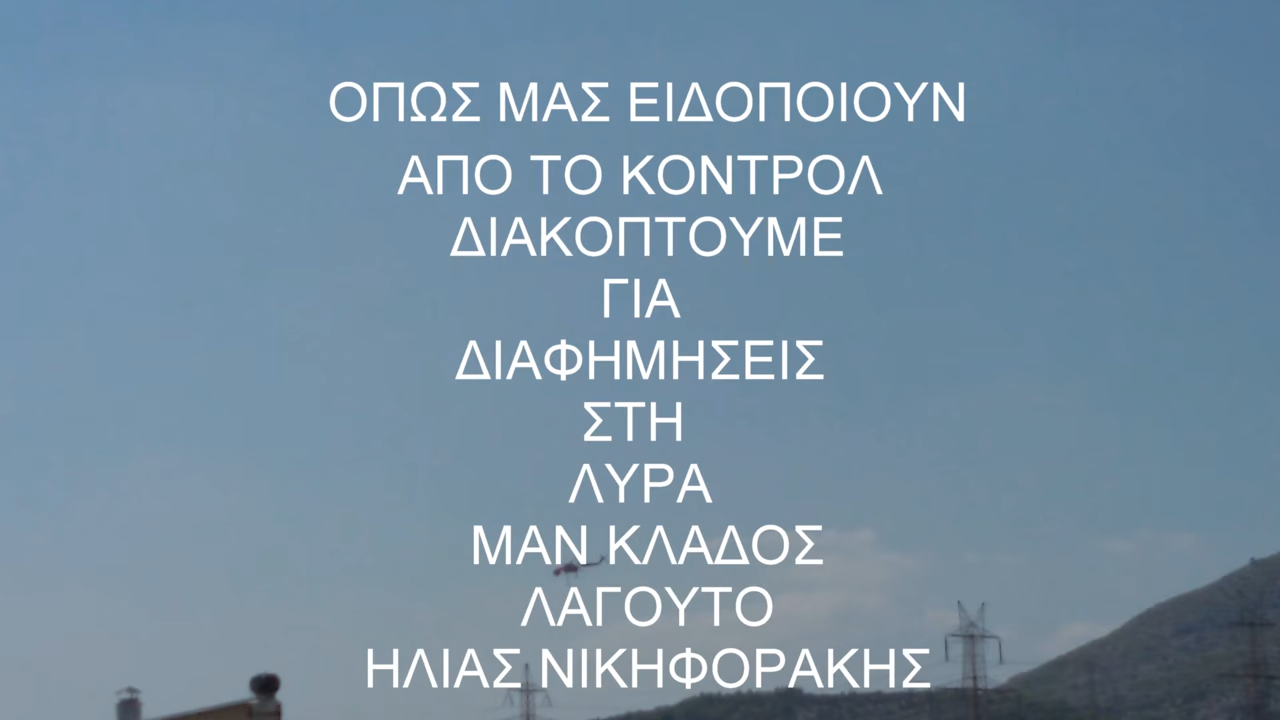 ΟΠΩΣ ΜΑΣ ΕΙΔΟΠΟΙΟΥΝ
ΑΠΟ ΤΟ ΚΟΝΤΡΟΛ
ΔΙΑΚΟΠΤΟΥΜΕ
ΓΙΑ
ΔΙΑΦΗΜΗΣΕΙΣ
ΣΤΗ
ΛΥΡΑ
ΜΑΝ ΚΛΑΔΟΣ
ΛΑΓΟΥΤΟ
ΗΛΙΑΣ ΝΙΚΗΦΟΡΑΚΗΣ